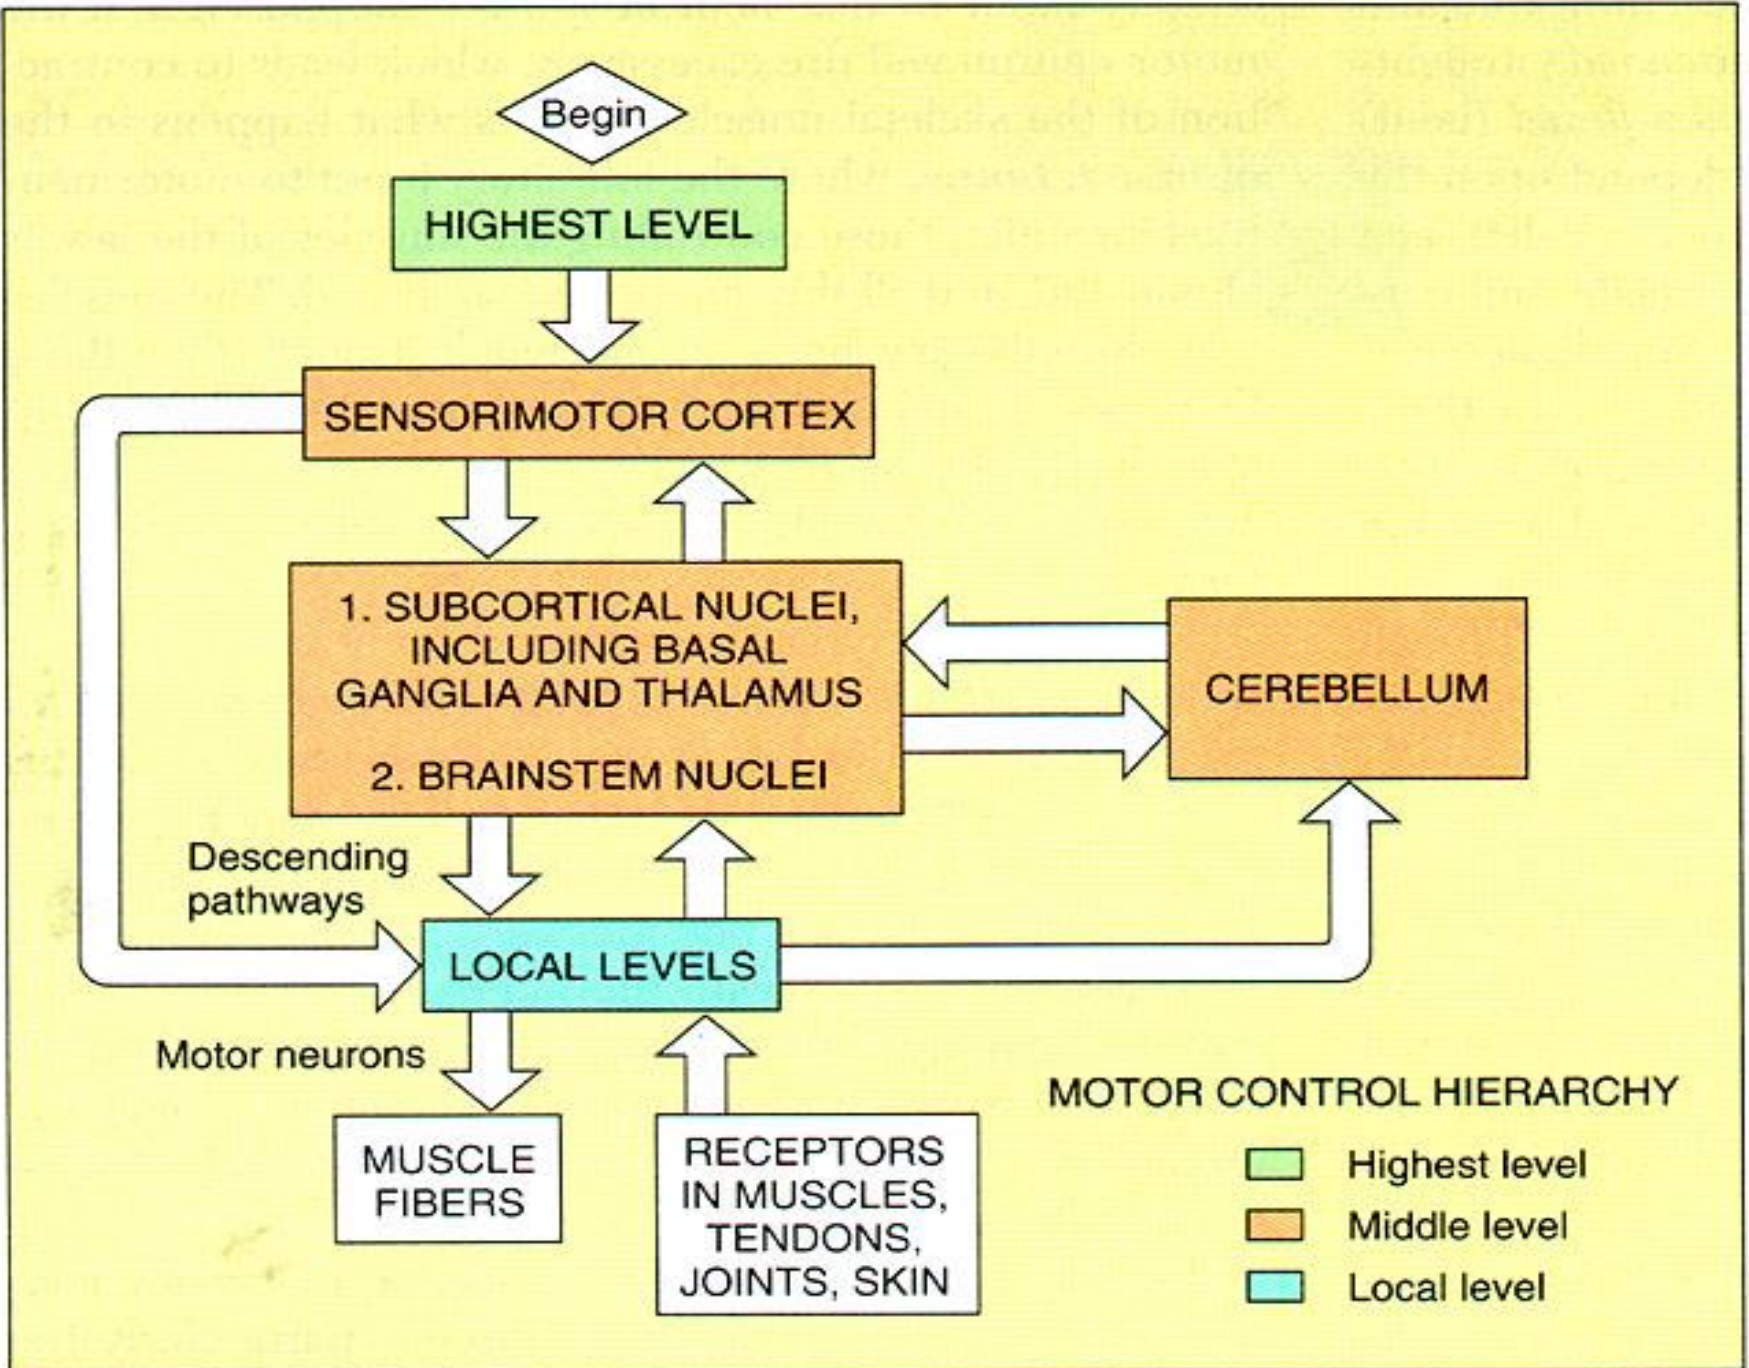 Begin
HIGHEST LEVEL
SENSORIMOTOR CORTEX
1. SUBCORTICAL NUCLEI,
INCLUDING BASAL
GANGLIA AND THALAMUS
2. BRAINSTEM NUCLEI
CEREBELLUM
Descending
pathways
LOCAL LEVELS
Motor neurons
MUSCLE
FIBERS
RECEPTORS
IN MUSCLES,
TENDONS,
JOINTS, SKIN
MOTOR CONTROL HIERARCHY
Highest level
Middle level
Local level